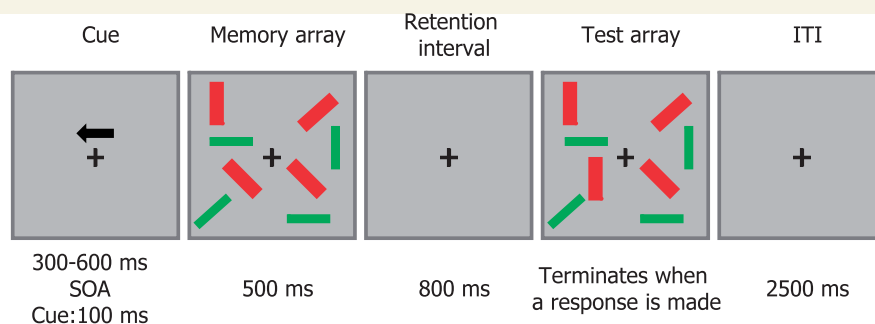 Cue
Memory array
Retention
interval
Test array
ITI
300-600 ms
SOA
Cue:100 ms
500 ms
800 ms
Terminates when
a response is made
2500 ms